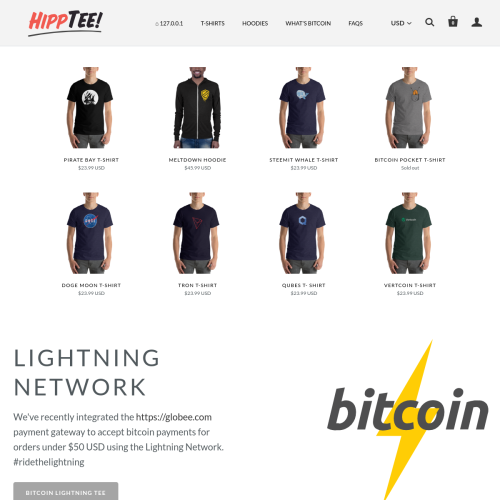 HIPPTEE!
⌂ 127.0.0.1 T-SHIRTS HOODIES WHAT'S BITCOIN FAQS USD
PIRATE BAY T-SHIRT MELTDOWN HOODIE STEEMIT WHALE T-SHIRT BITCOIN POCKET T-SHIRT
$23.99 USD $45.99 USD $23.99 USD Sold out
DOGE MOON T-SHIRT TRON T-SHIRT QUBES T- SHIRT VERTCOIN T-SHIRT
$23.99 USD $23.99 USD $23.99 USD $23.99 USD
LIGHTNING
NETWORK
bitcoin
We've recently integrated the https://globee.com
payment gateway to accept bitcoin payments for
orders under $50 USD using the Lightning Network.
#ridethelightning
BITCOIN LIGHTNING TEE